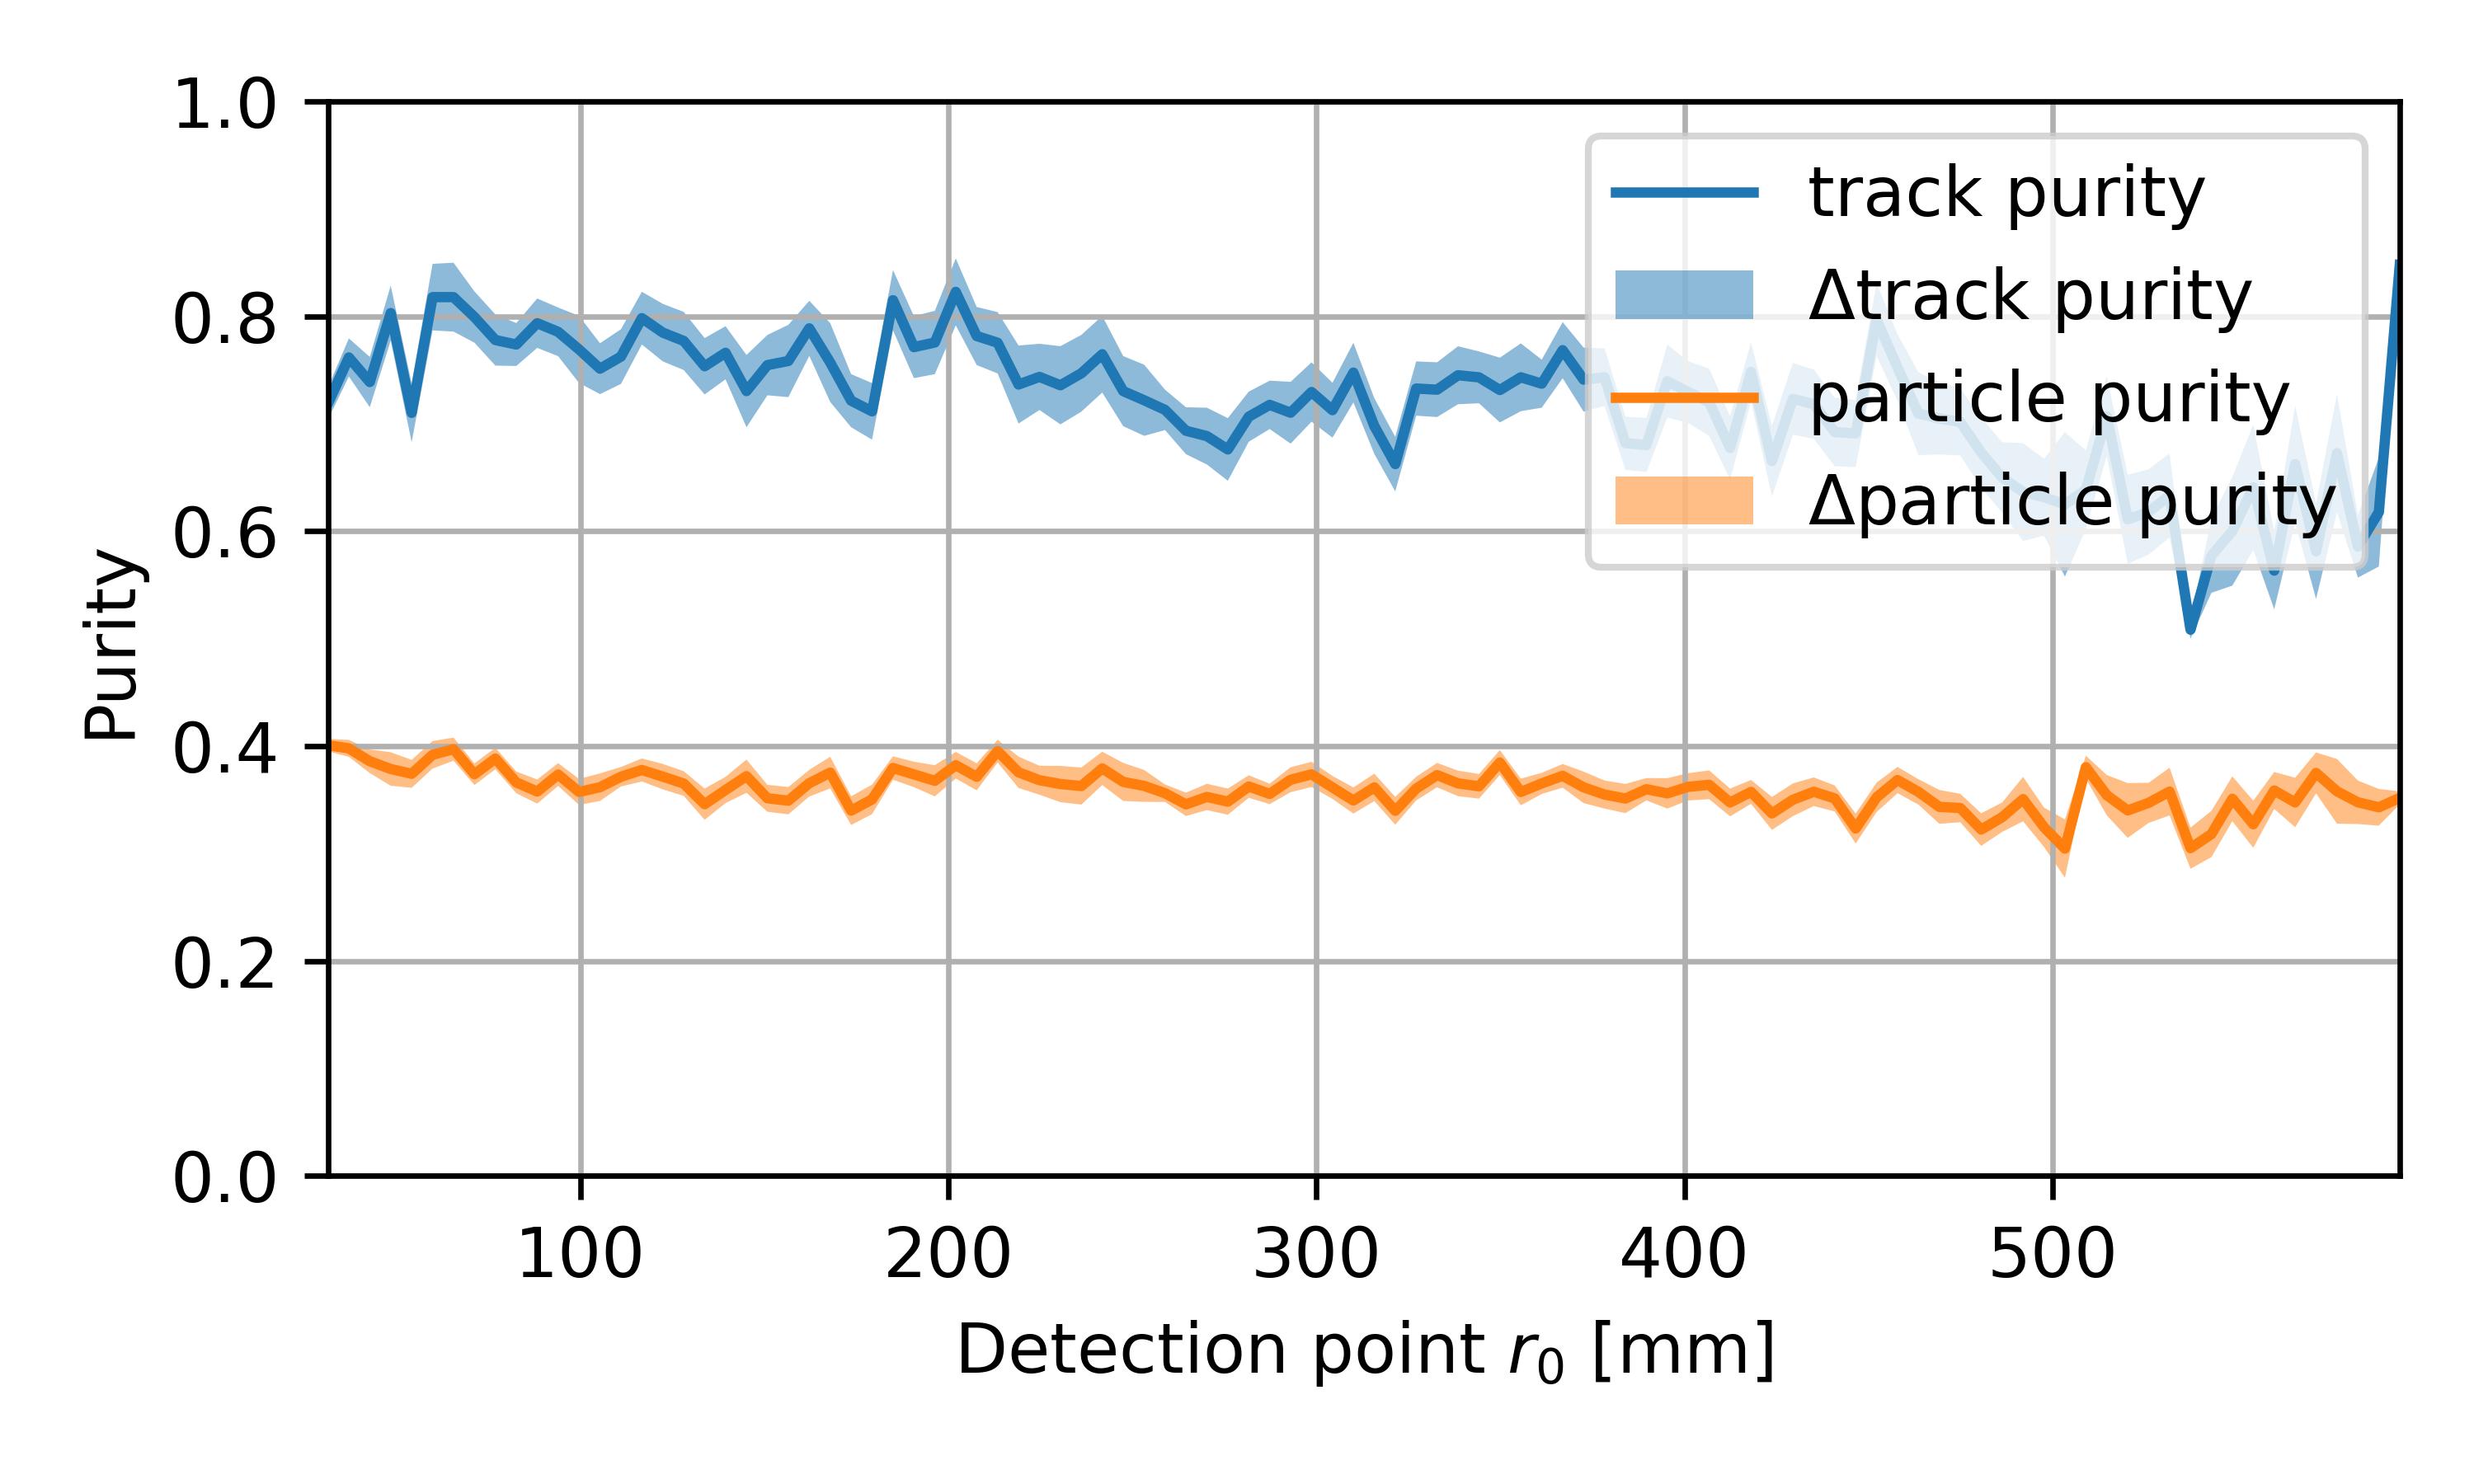 1.0
0.8
0.6
0.4
0.2
0.0
Purity
track purity
Δtrack purity
particle purity
Δparticle purity
100 200 300 400 500
Detection point r₀ [mm]